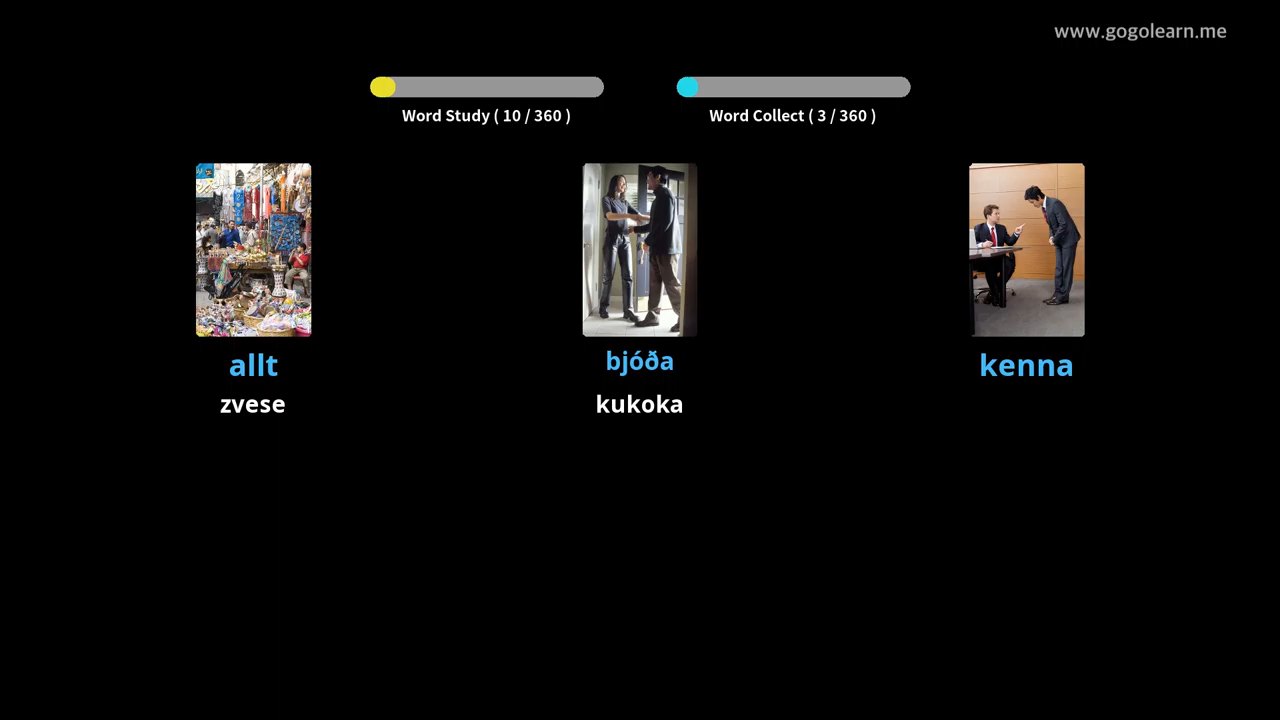 www.gogolearn.me
Word Study ( 10 / 360 )
Word Collect ( 3 / 360 )
allt
bjóða
kenna
zvese
kukoka